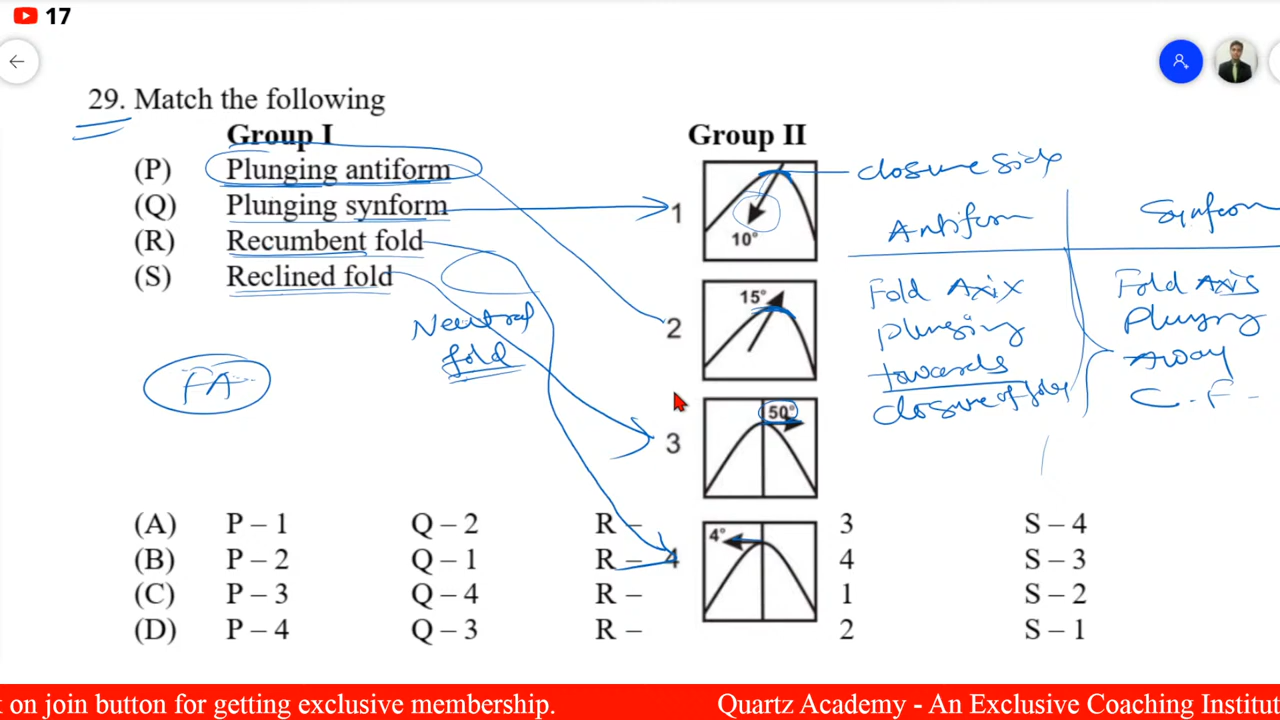 17
29. Match the following
Group I
Group II
(P) Plunging antiform
(Q) Plunging synform
(R) Recumbent fold
(S) Reclined fold
1
10°
closure side
Antiform
Synform
2
15°
Fold Axix
plunging
towards
closure of
Fold Axis
Plunging
Away
C.F-
Neutral
fold
FA
3
50°
4
4°
(A) P – 1 Q – 2 R – 3 S – 4
(B) P – 2 Q – 1 R – 4 S – 3
(C) P – 3 Q – 4 R – 1 S – 2
(D) P – 4 Q – 3 R – 2 S – 1
on join button for getting exclusive membership.
Quartz Academy - An Exclusive Coaching Institut